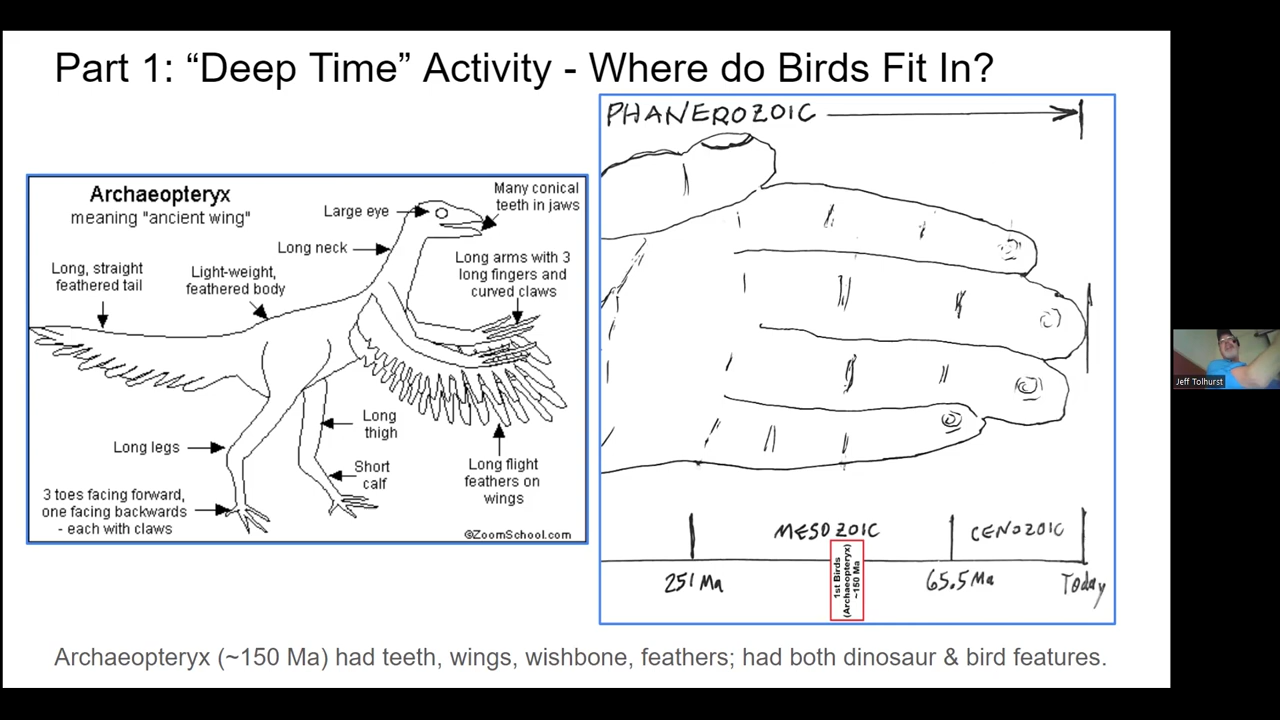 Part 1: “Deep Time” Activity - Where do Birds Fit In?
Archaeopteryx
meaning "ancient wing"
Large eye
Many conical
teeth in jaws
Long neck
Long arms with 3
long fingers and
curved claws
Long, straight
feathered tail
Light-weight,
feathered body
Long
thigh
Long legs
Short
calf
Long flight
feathers on
wings
3 toes facing forward,
one facing backwards
- each with claws
©ZoomSchool.com
PHANEROZOIC
MESOZOIC
CENOZOIC
251 Ma
1st Birds
(Archaeopteryx)
~150 Ma
65.5 Ma
Today
Archaeopteryx (~150 Ma) had teeth, wings, wishbone, feathers; had both dinosaur & bird features.
Jeff Tolhurst